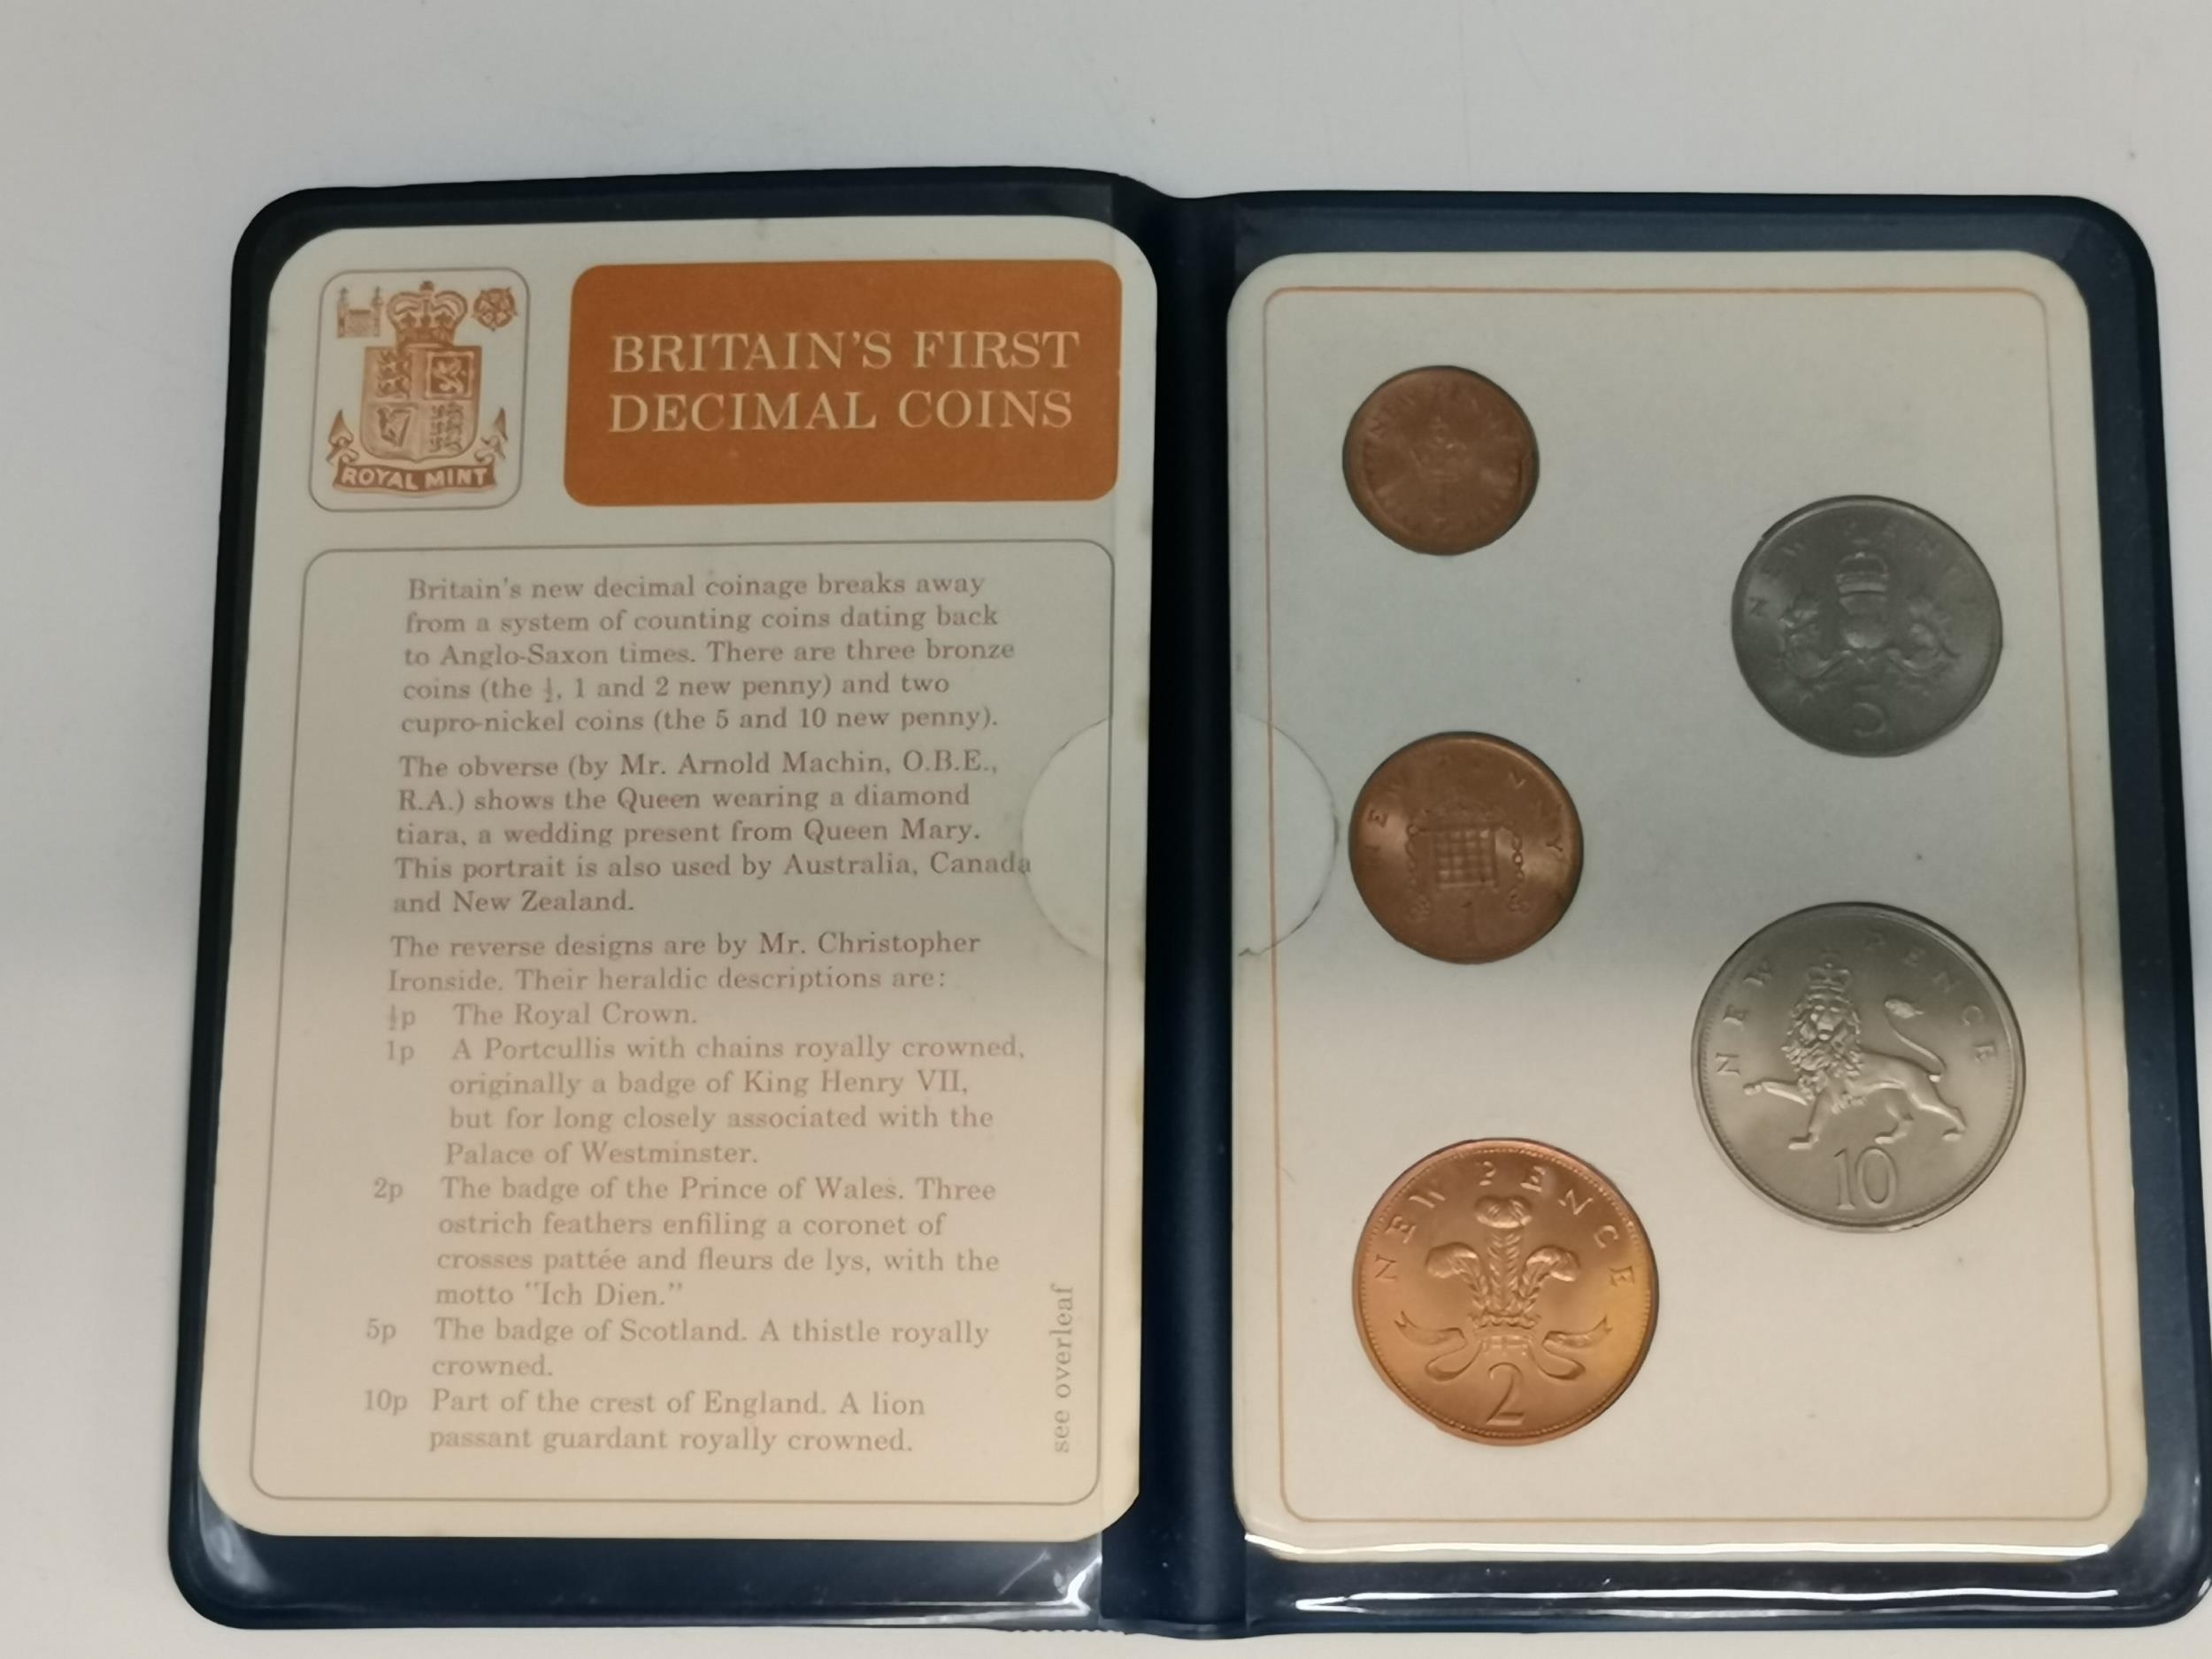 ROYAL MINT
BRITAIN'S FIRST
DECIMAL COINS
Britain's new decimal coinage breaks away
from a system of counting coins dating back
to Anglo-Saxon times. There are three bronze
coins (the ½, 1 and 2 new penny) and two
cupro-nickel coins (the 5 and 10 new penny).
The obverse (by Mr. Arnold Machin, O.B.E.,
R.A.) shows the Queen wearing a diamond
tiara, a wedding present from Queen Mary.
This portrait is also used by Australia, Canada
and New Zealand.
The reverse designs are by Mr. Christopher
Ironside. Their heraldic descriptions are:
½p The Royal Crown.
1p A Portcullis with chains royally crowned,
originally a badge of King Henry VII,
but for long closely associated with the
Palace of Westminster.
2p The badge of the Prince of Wales. Three
ostrich feathers enfiling a coronet of
crosses pattée and fleurs de lys, with the
motto "Ich Dien."
5p The badge of Scotland. A thistle royally
crowned.
10p Part of the crest of England. A lion
passant guardant royally crowned.
see overleaf
NEW PENCE
5
NEW PENNY
1
NEW PENCE
10
NEW PENCE
2